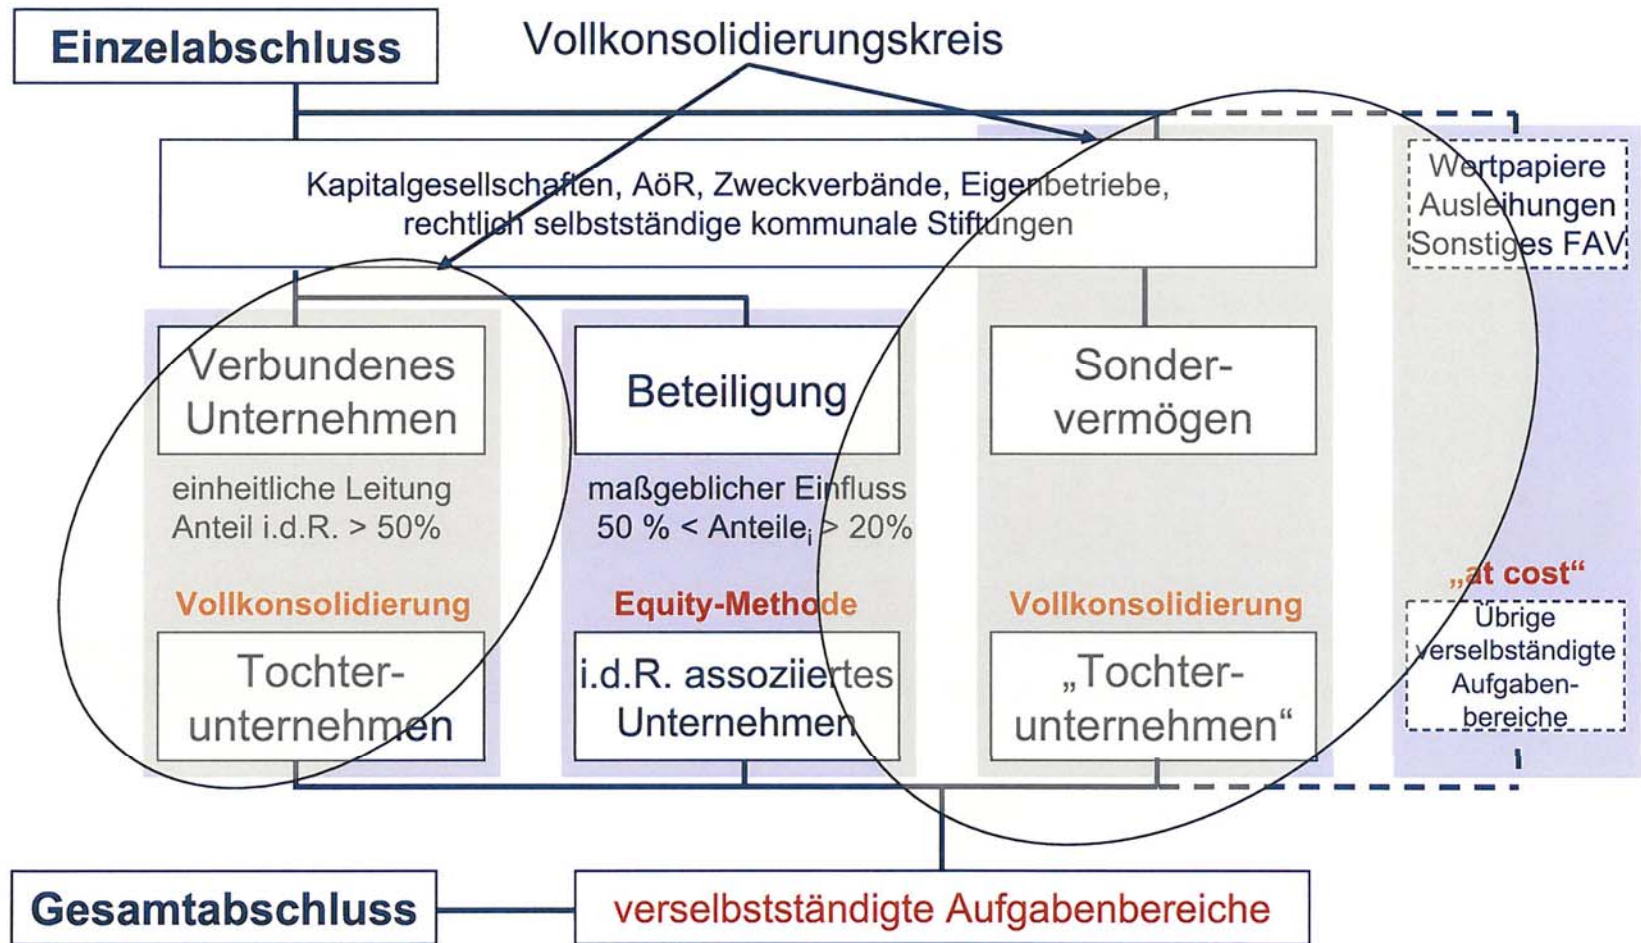 Einzelabschluss
Vollkonsolidierungskreis
Kapitalgesellschaften, AöR, Zweckverbände, Eigenbetriebe,
rechtlich selbstständige kommunale Stiftungen
Wertpapiere
Ausleihungen
Sonstiges FAV
Verbundenes
Unternehmen
einheitliche Leitung
Anteil i.d.R. > 50%
Vollkonsolidierung
Tochter-
unternehmen
Beteiligung
maßgeblicher Einfluss
50 % < Anteileᵢ > 20%
Equity-Methode
i.d.R. assoziiertes
Unternehmen
Sonder-
vermögen
Vollkonsolidierung
„Tochter-
unternehmen“
„at cost“
Übrige
verselbständigte
Aufgaben-
bereiche
Gesamtabschluss
verselbstständigte Aufgabenbereiche